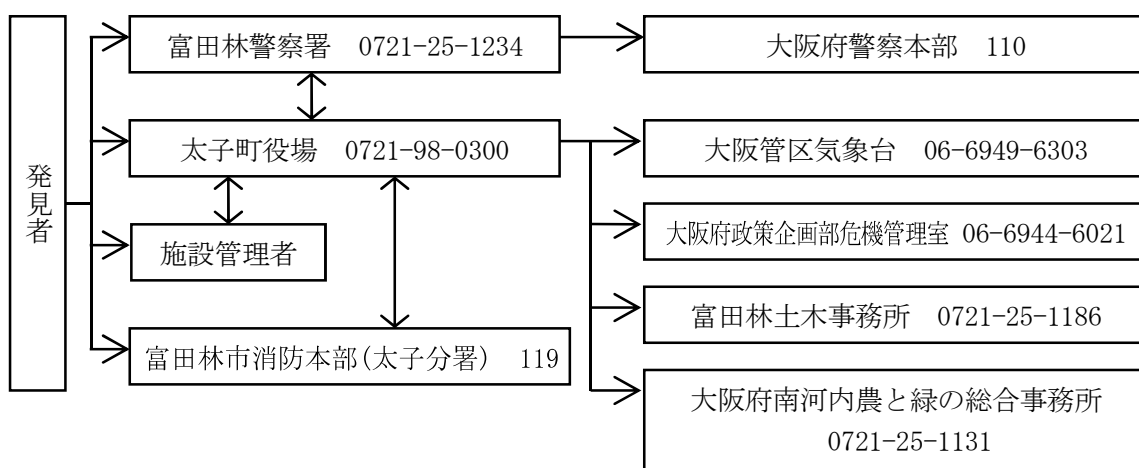 発見者
富田林警察署　0721-25-1234
大阪府警察本部　110
太子町役場　0721-98-0300
大阪管区気象台　06-6949-6303
施設管理者
大阪府政策企画部危機管理室 06-6944-6021
富田林土木事務所　0721-25-1186
富田林市消防本部(太子分署)　119
大阪府南河内農と緑の総合事務所
0721-25-1131